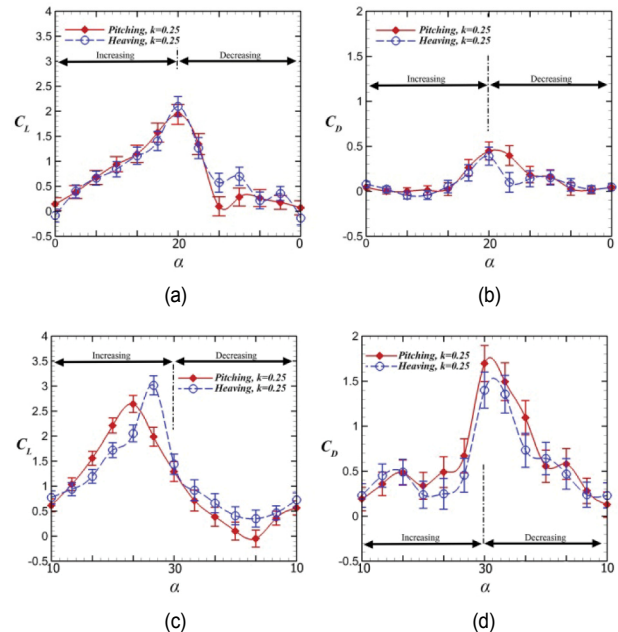 Pitching, k=0.25
Heaving, k=0.25
Increasing
Decreasing
C_L
4
3.5
3
2.5
2
1.5
1
0.5
0
-0.5
0
20
0
α
(a)
Pitching, k=0.25
Heaving, k=0.25
Increasing
Decreasing
C_D
2
1.5
1
0.5
0
-0.5
0
20
0
α
(b)
Increasing
Decreasing
Pitching, k=0.25
Heaving, k=0.25
C_L
4
3.5
3
2.5
2
1.5
1
0.5
0
-0.5
10
30
10
α
(c)
Pitching, k=0.25
Heaving, k=0.25
C_D
2
1.5
1
0.5
0
-0.5
Increasing
Decreasing
10
30
10
α
(d)